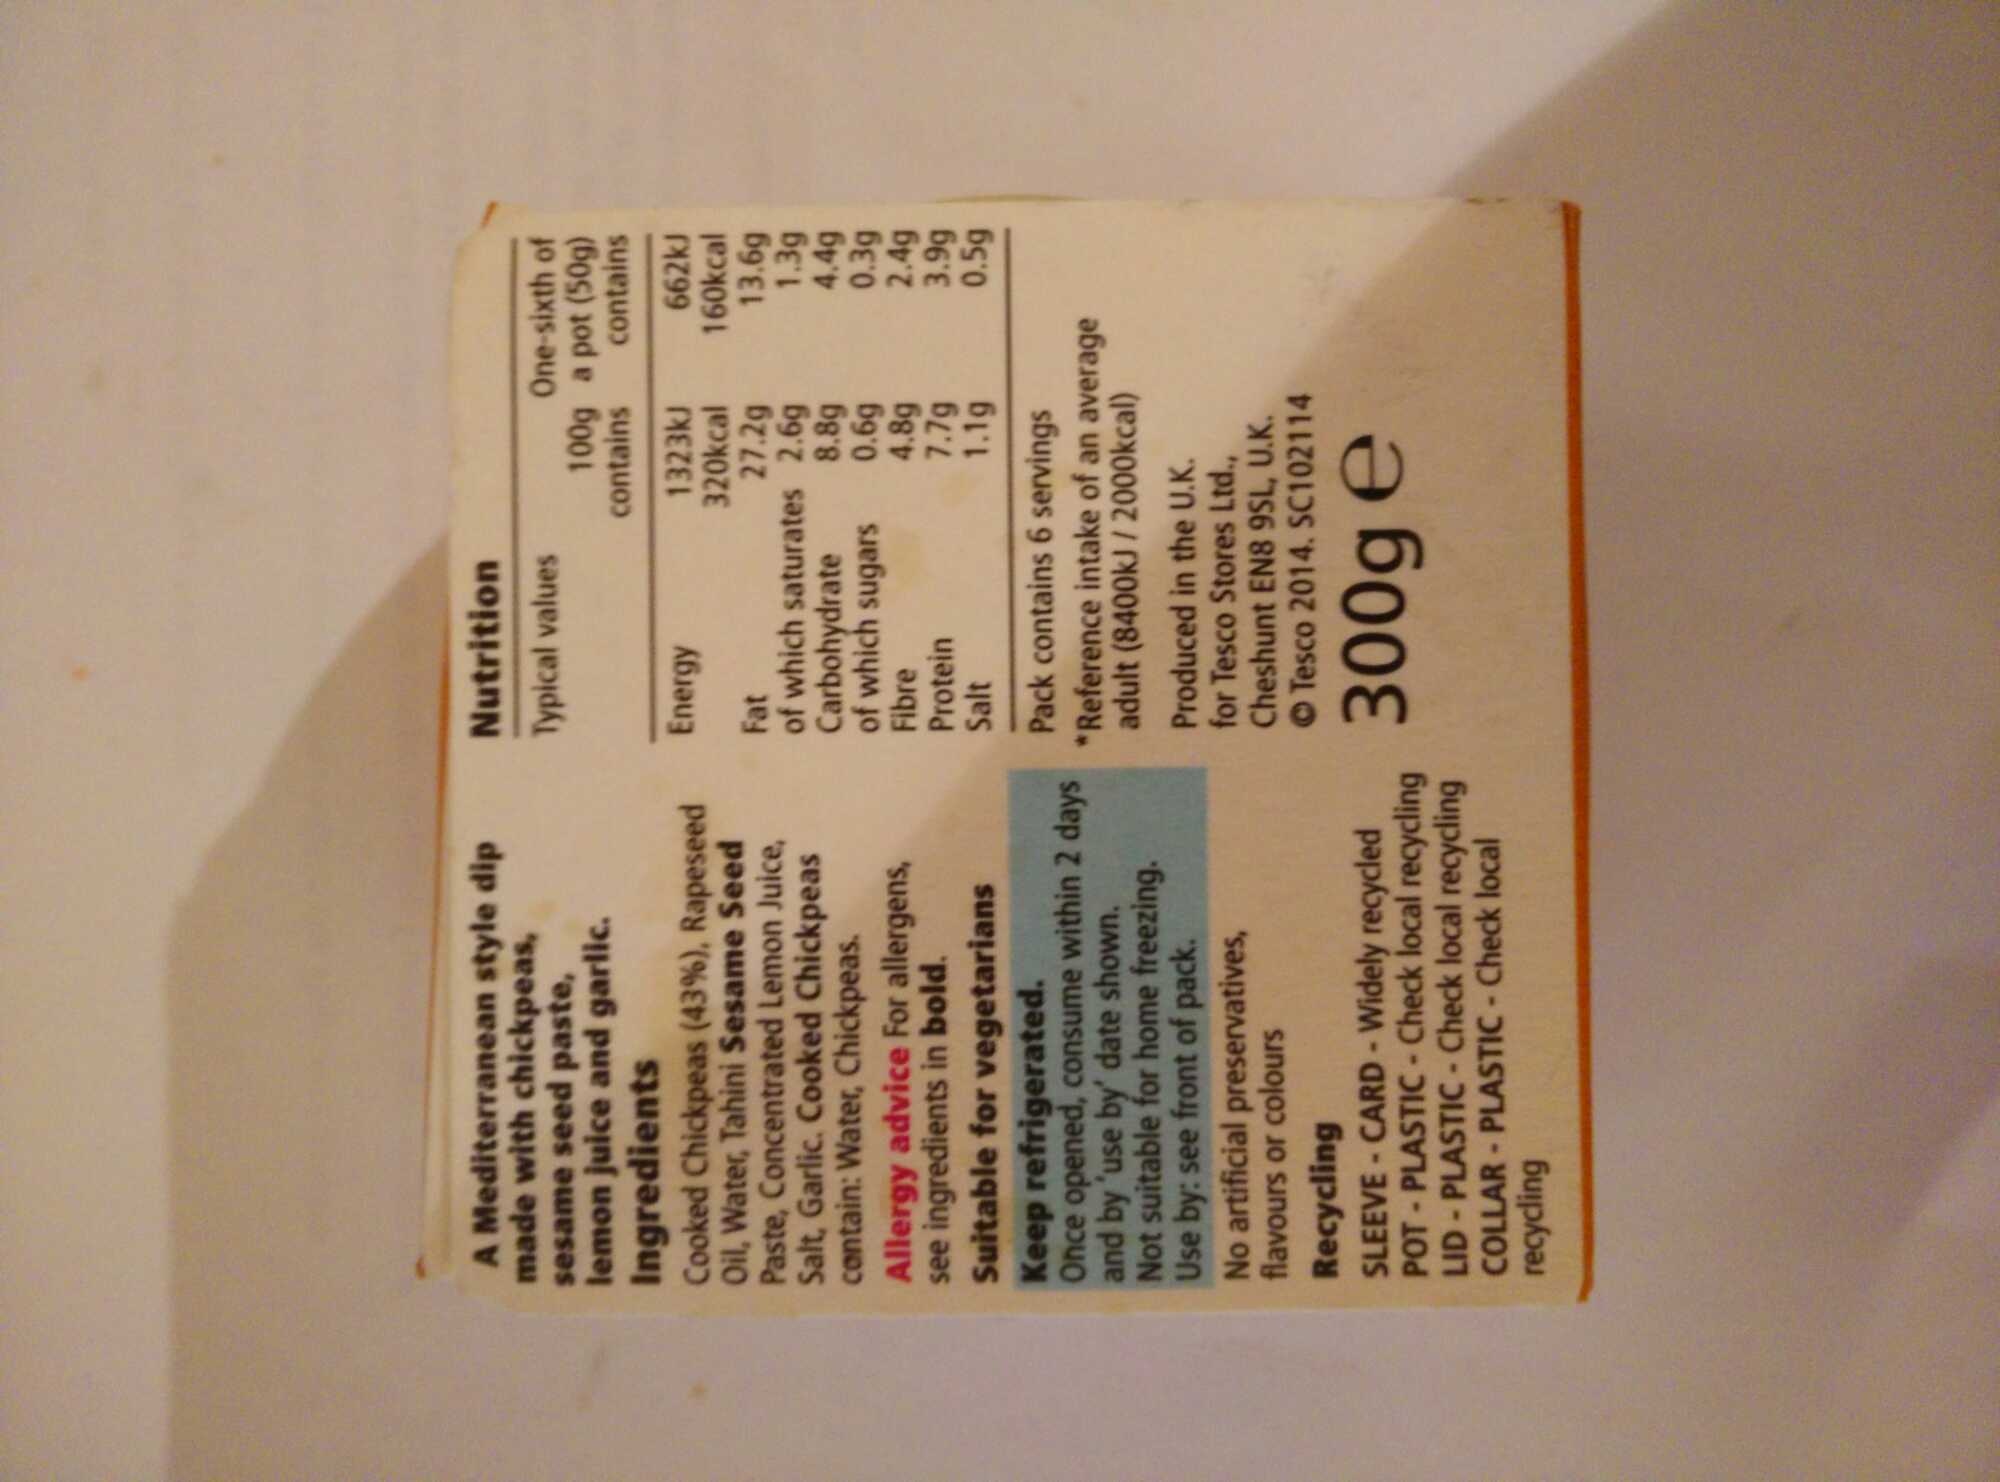 A Mediterranean style dip
made with chickpeas,
sesame seed paste,
lemon juice and garlic.
Ingredients
Cooked Chickpeas (43%), Rapeseed
Oil, Water, Tahini Sesame Seed
Paste, Concentrated Lemon Juice,
Salt, Garlic. Cooked Chickpeas
contain: Water, Chickpeas.
Allergy advice For allergens,
see ingredients in bold.
Suitable for vegetarians
Keep refrigerated.
Once opened, consume within 2 days
and by 'use by' date shown.
Not suitable for home freezing.
Use by: see front of pack.
No artificial preservatives,
flavours or colours
Recycling
SLEEVE - CARD - Widely recycled
POT - PLASTIC - Check local recycling
LID - PLASTIC - Check local recycling
COLLAR - PLASTIC - Check local
recycling
Nutrition
Typical values 100g contains One-sixth of a pot (50g) contains
Energy 1323kJ 662kJ
320kcal 160kcal
Fat 27.2g 13.6g
of which saturates 2.6g 1.3g
Carbohydrate 8.8g 4.4g
of which sugars 0.6g 0.3g
Fibre 4.8g 2.4g
Protein 7.7g 3.9g
Salt 1.1g 0.5g
Pack contains 6 servings
*Reference intake of an average
adult (8400kJ / 2000kcal)
Produced in the U.K.
for Tesco Stores Ltd.,
Cheshunt EN8 9SL, U.K.
© Tesco 2014. SC102114
300g ℮